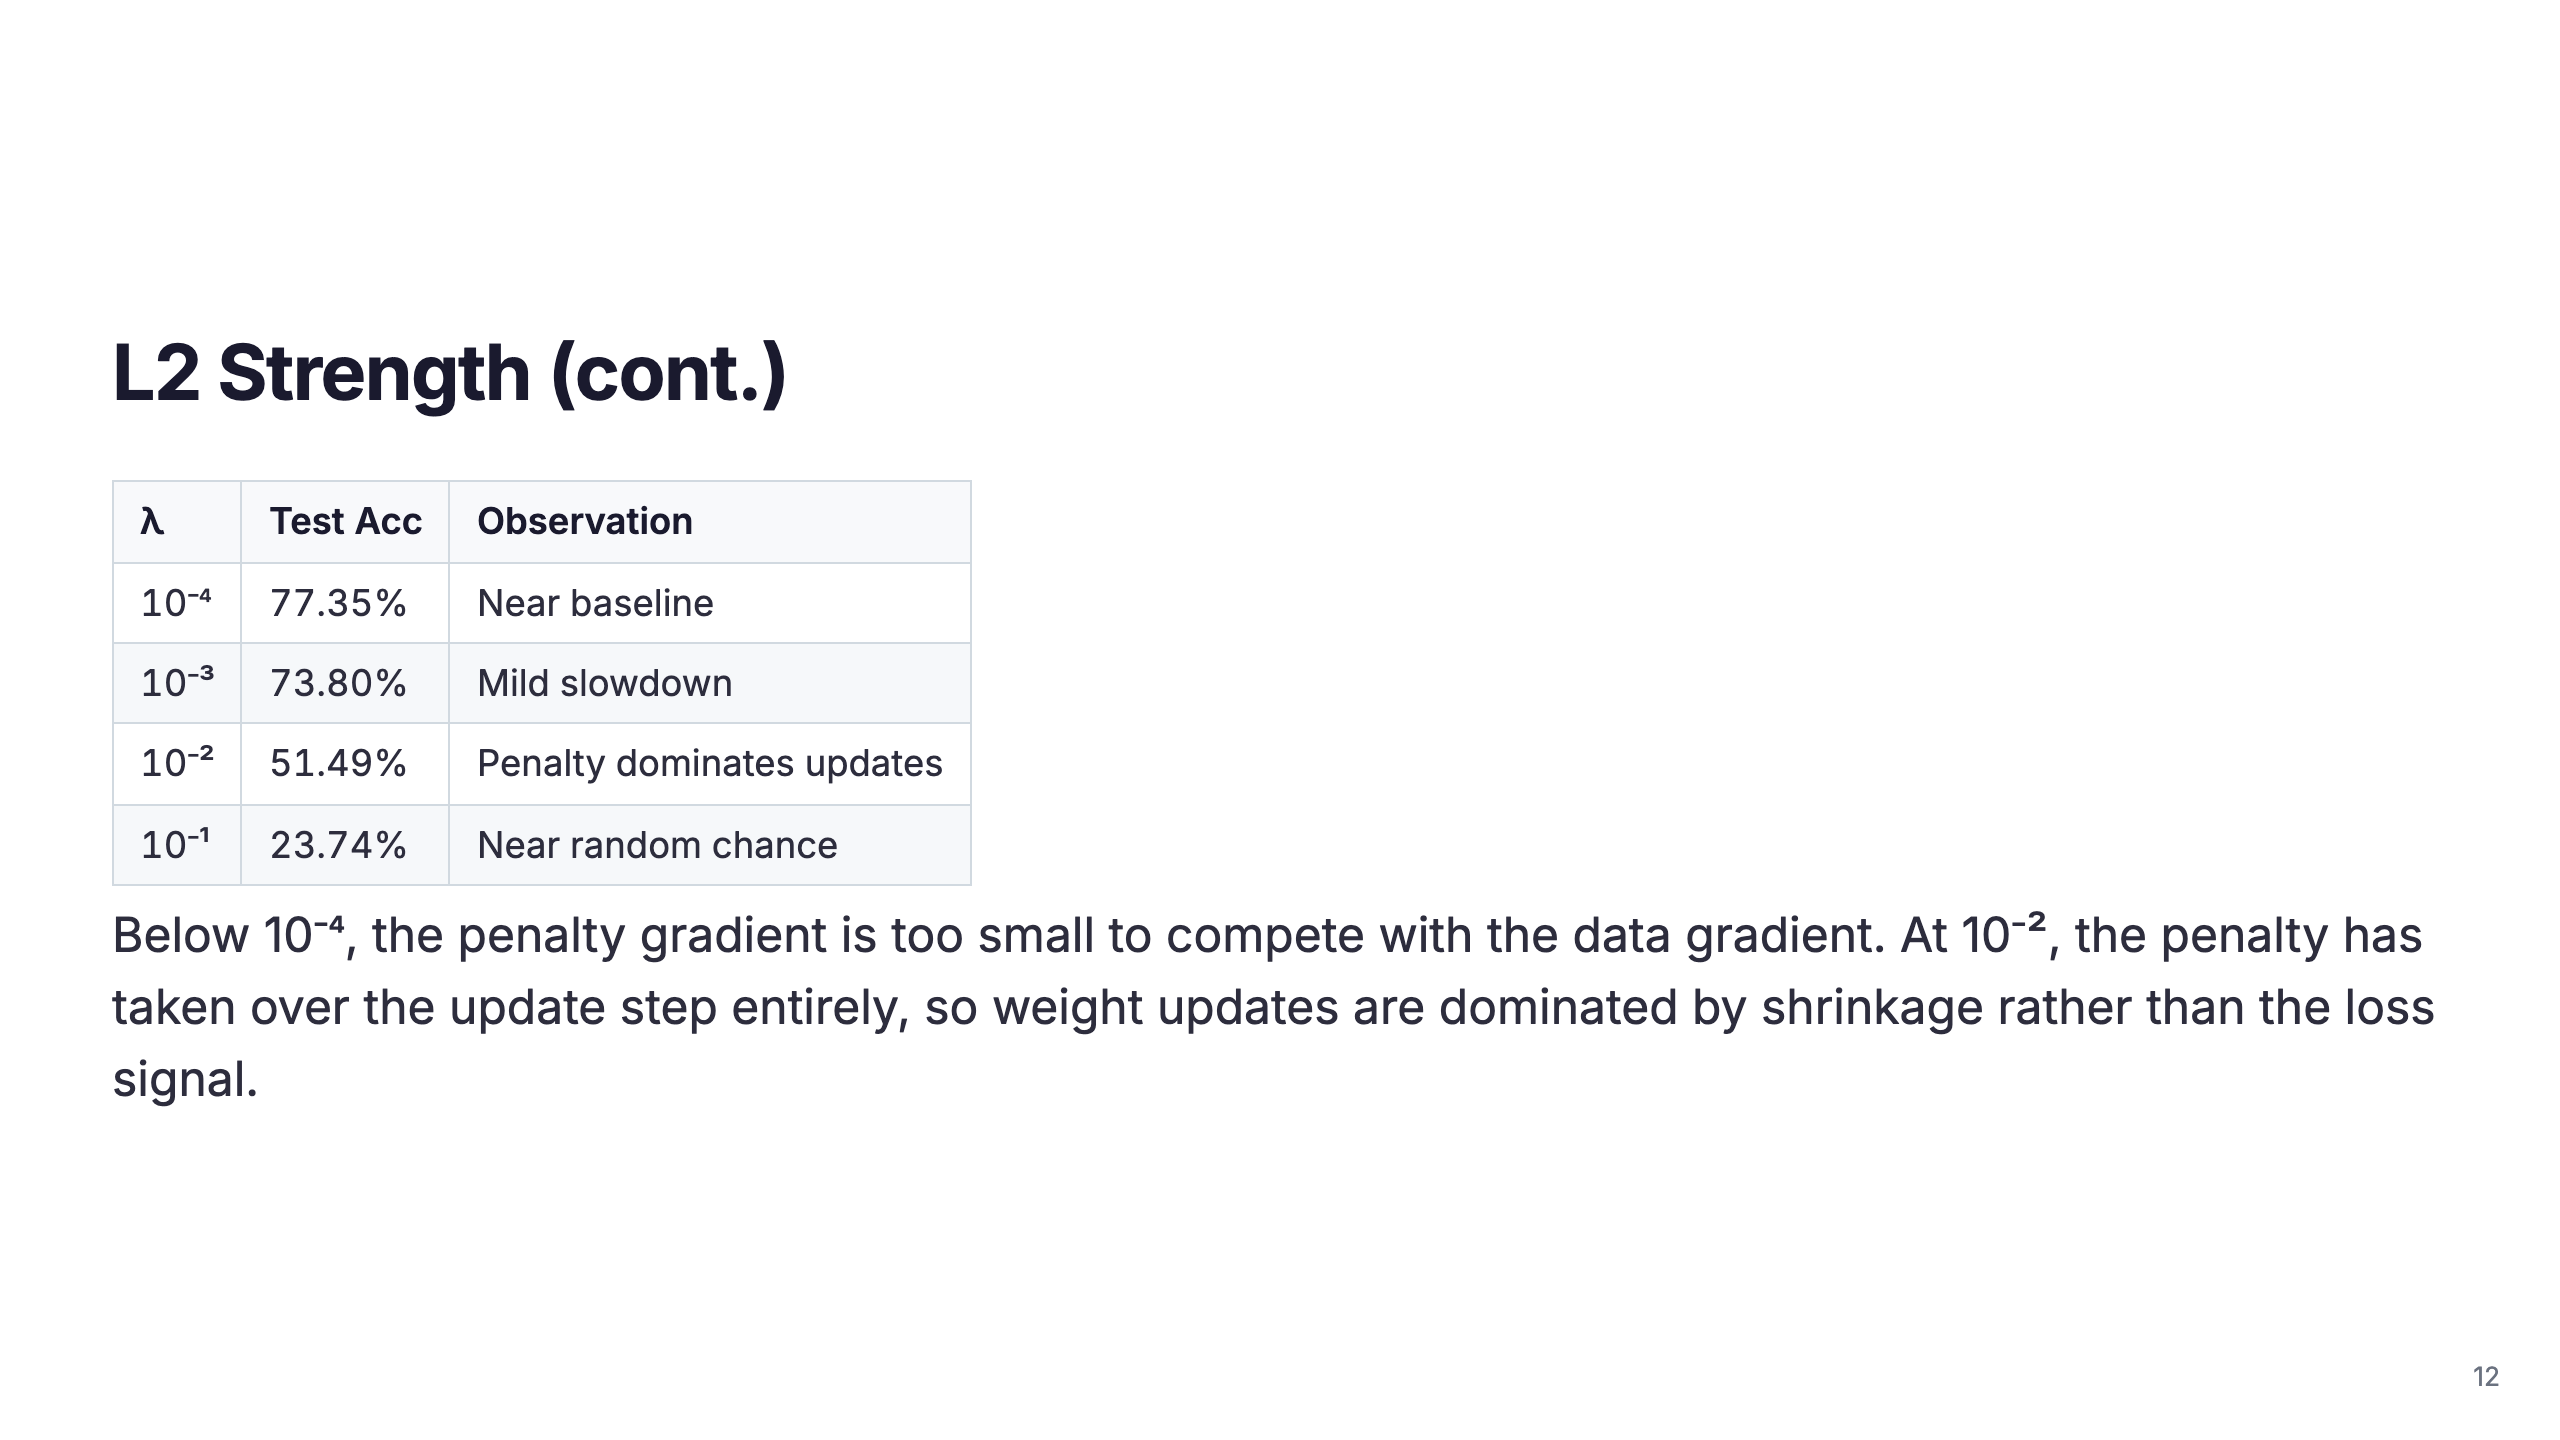 L2 Strength (cont.)
λ Test Acc Observation
10⁻⁴ 77.35% Near baseline
10⁻³ 73.80% Mild slowdown
10⁻² 51.49% Penalty dominates updates
10⁻¹ 23.74% Near random chance
Below 10⁻⁴, the penalty gradient is too small to compete with the data gradient. At 10⁻², the penalty has
taken over the update step entirely, so weight updates are dominated by shrinkage rather than the loss
signal.
12